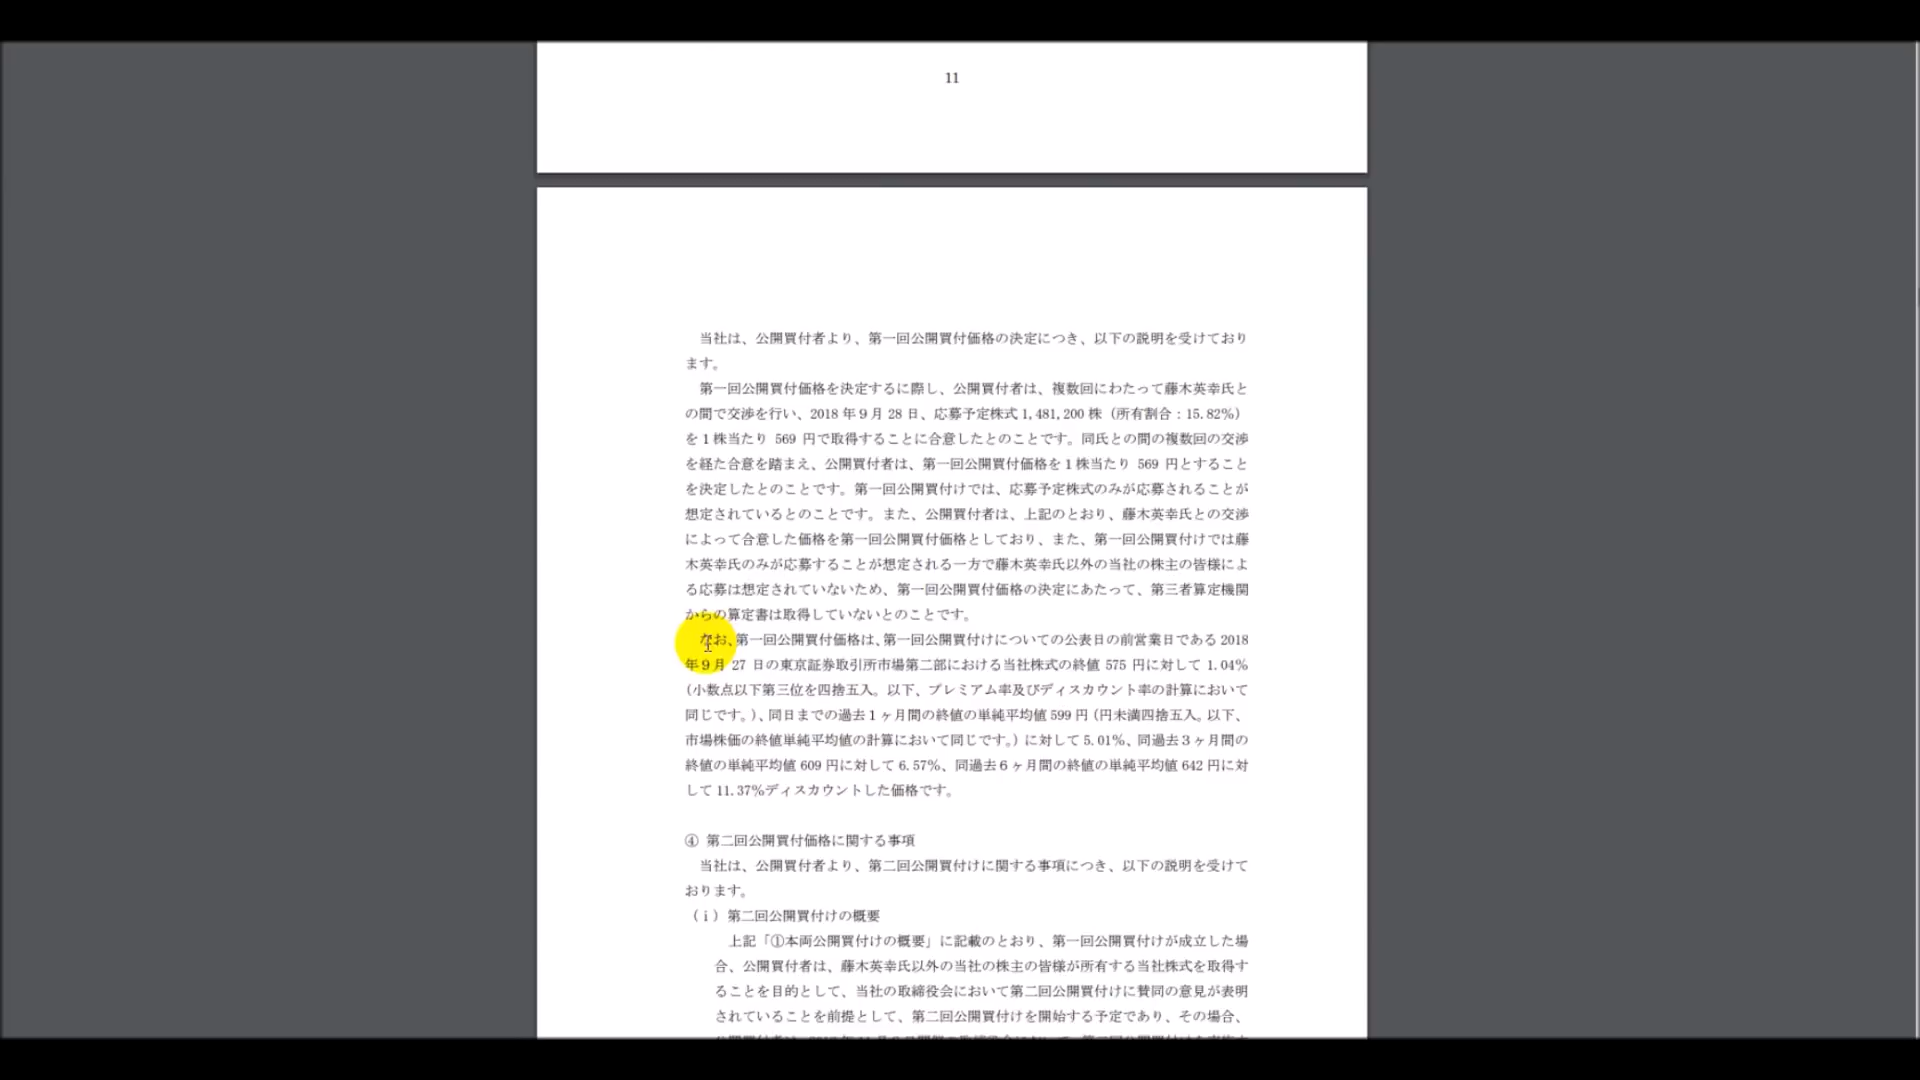 11
当社は、公開買付者より、第一回公開買付価格の決定につき、以下の説明を受けており
ます。
第一回公開買付価格を決定するに際し、公開買付者は、複数回にわたって藤木英幸氏と
の間で交渉を行い、2018 年 9 月 28 日、応募予定株式 1,481,200 株（所有割合：15.82%）
を 1 株当たり 569 円で取得することに合意したとのことです。同氏との間の複数回の交渉
を経た合意を踏まえ、公開買付者は、第一回公開買付価格を 1 株当たり 569 円とすること
を決定したとのことです。第一回公開買付けでは、応募予定株式のみが応募されることが
想定されているとのことです。また、公開買付者は、上記のとおり、藤木英幸氏との交渉
によって合意した価格を第一回公開買付価格としており、また、第一回公開買付けでは藤
木英幸氏のみが応募することが想定される一方で藤木英幸氏以外の当社の株主の皆様によ
る応募は想定されていないため、第一回公開買付価格の決定にあたって、第三者算定機関
からの算定書は取得していないとのことです。
なお、第一回公開買付価格は、第一回公開買付けについての公表日の前営業日である 2018
年 9 月 27 日の東京証券取引所市場第二部における当社株式の終値 575 円に対して 1.04%
（小数点以下第三位を四捨五入。以下、プレミアム率及びディスカウント率の計算において
同じです。）、同日までの過去 1 ヶ月間の終値の単純平均値 599 円（円未満四捨五入。以下、
市場株価の終値単純平均値の計算において同じです。）に対して 5.01%、同過去 3 ヶ月間の
終値の単純平均値 609 円に対して 6.57%、同過去 6 ヶ月間の終値の単純平均値 642 円に対
して 11.37%ディスカウントした価格です。
④ 第二回公開買付価格に関する事項
当社は、公開買付者より、第二回公開買付けに関する事項につき、以下の説明を受けて
おります。
（ⅰ）第二回公開買付けの概要
上記「①本両公開買付けの概要」に記載のとおり、第一回公開買付けが成立した場
合、公開買付者は、藤木英幸氏以外の当社の株主の皆様が所有する当社株式を取得す
ることを目的として、当社の取締役会において第二回公開買付けに賛同の意見が表明
されていることを前提として、第二回公開買付けを開始する予定であり、その場合、